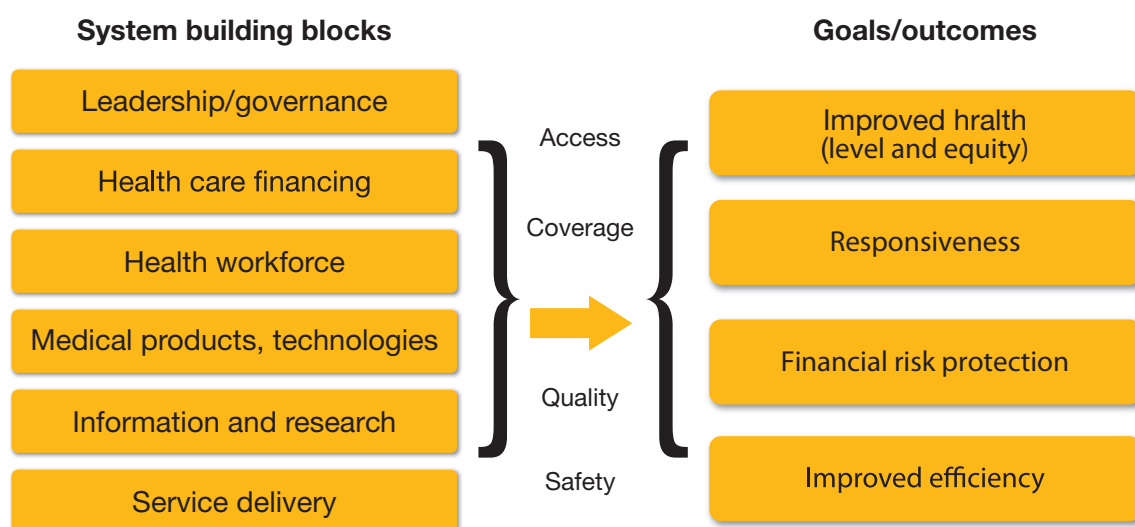 System building blocks
Leadership/governance
Health care financing
Health workforce
Medical products, technologies
Information and research
Service delivery
Access
Coverage
Quality
Safety
Goals/outcomes
Improved hralth
(level and equity)
Responsiveness
Financial risk protection
Improved efficiency